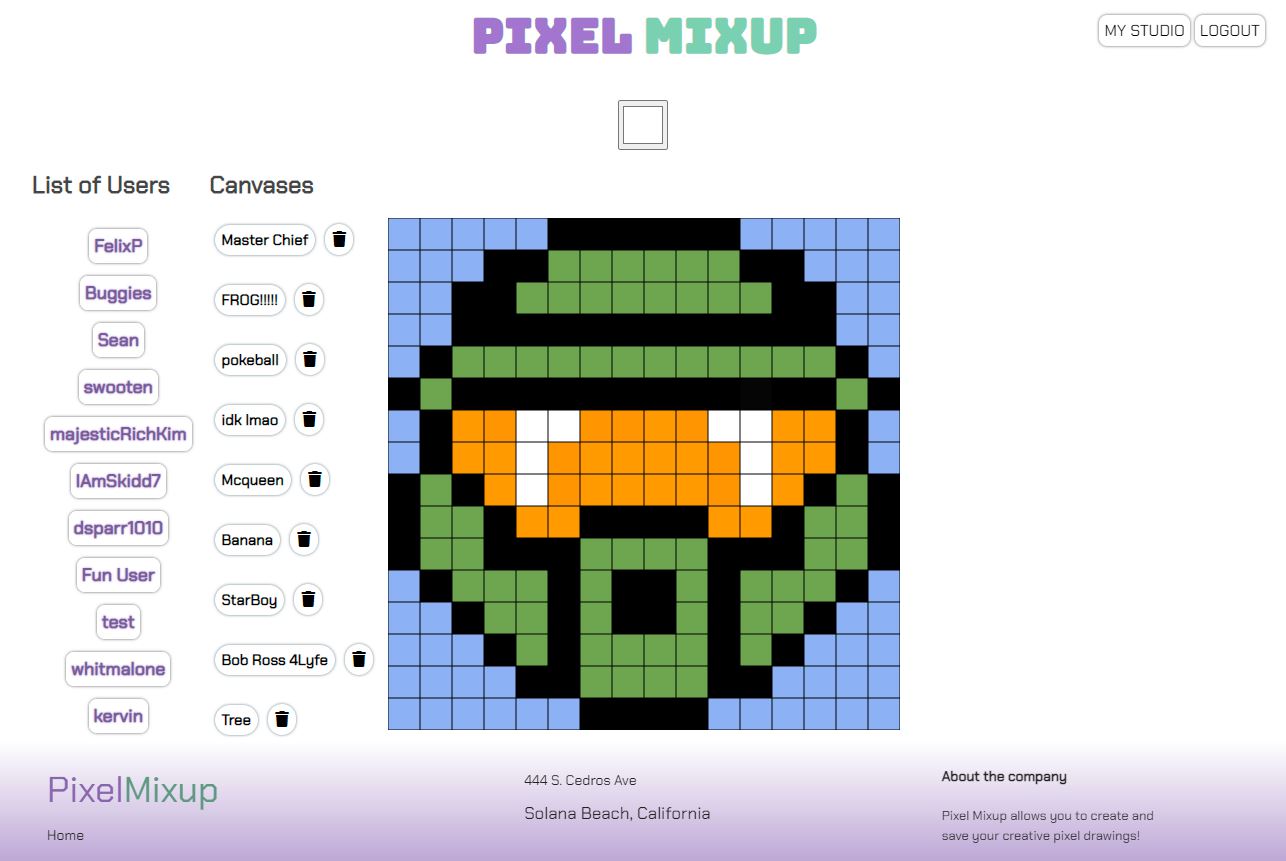 PIXEL MIXUP
MY STUDIO
LOGOUT
List of Users
FelixP
Buggies
Sean
swooten
majesticRichKim
IAmSkidd7
dsparr1010
Fun User
test
whitmalone
kervin
Canvases
Master Chief
FROG!!!!!
pokeball
idk lmao
Mcqueen
Banana
StarBoy
Bob Ross 4Lyfe
Tree
PixelMixup
Home
444 S. Cedros Ave
Solana Beach, California
About the company
Pixel Mixup allows you to create and
save your creative pixel drawings!